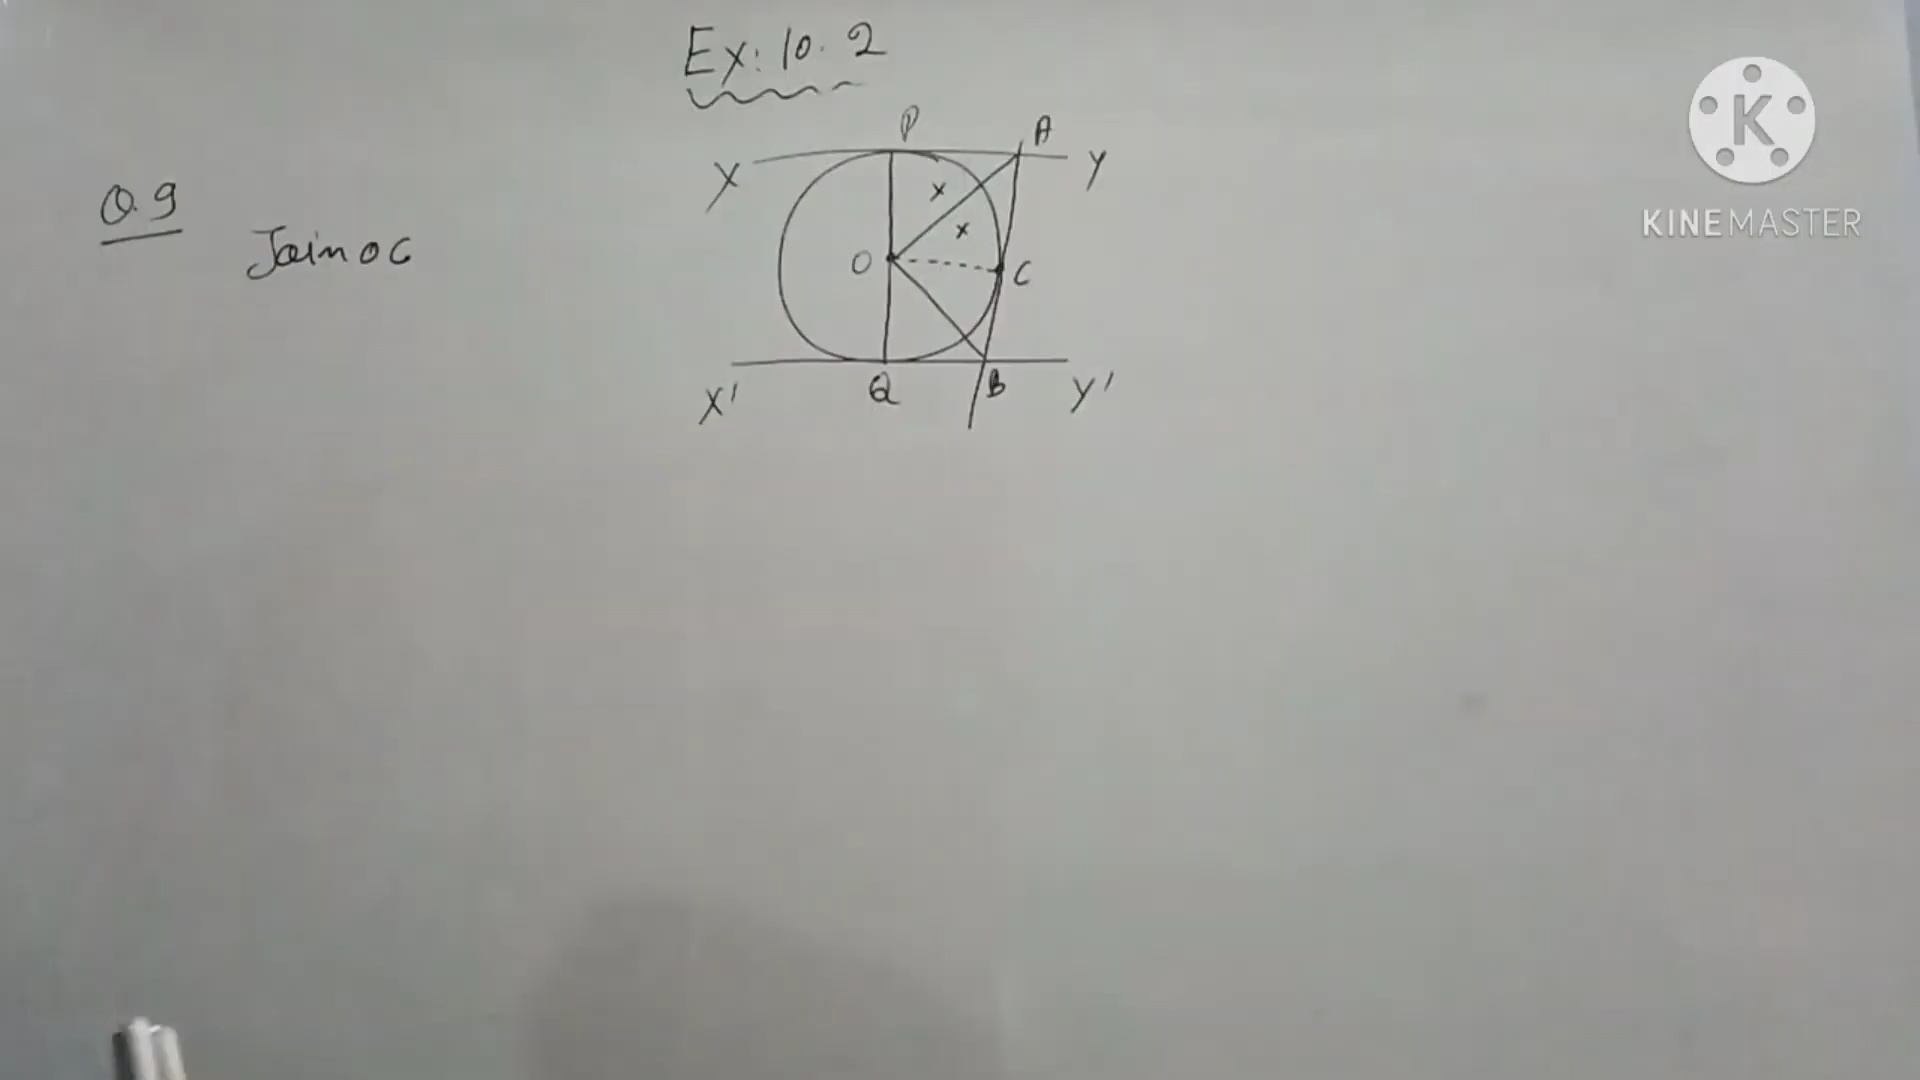 Ex: 10.2
P A
X Y
Q.9
x
Join OC
x
O C
X' Q B Y'
K
KINEMASTER